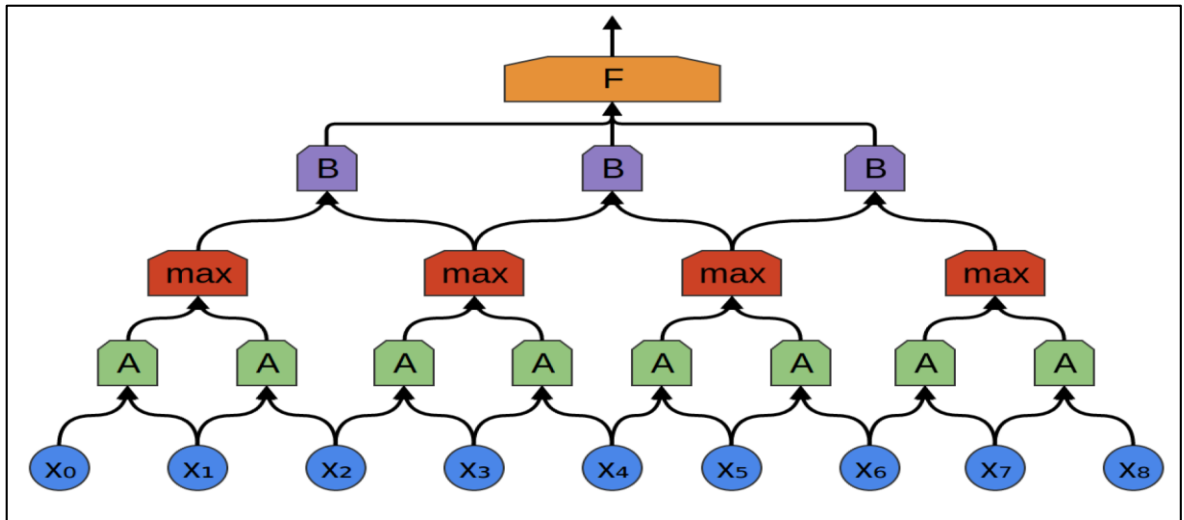 F
B B B
max max max max
A A A A A A A A
x₀ x₁ x₂ x₃ x₄ x₅ x₆ x₇ x₈